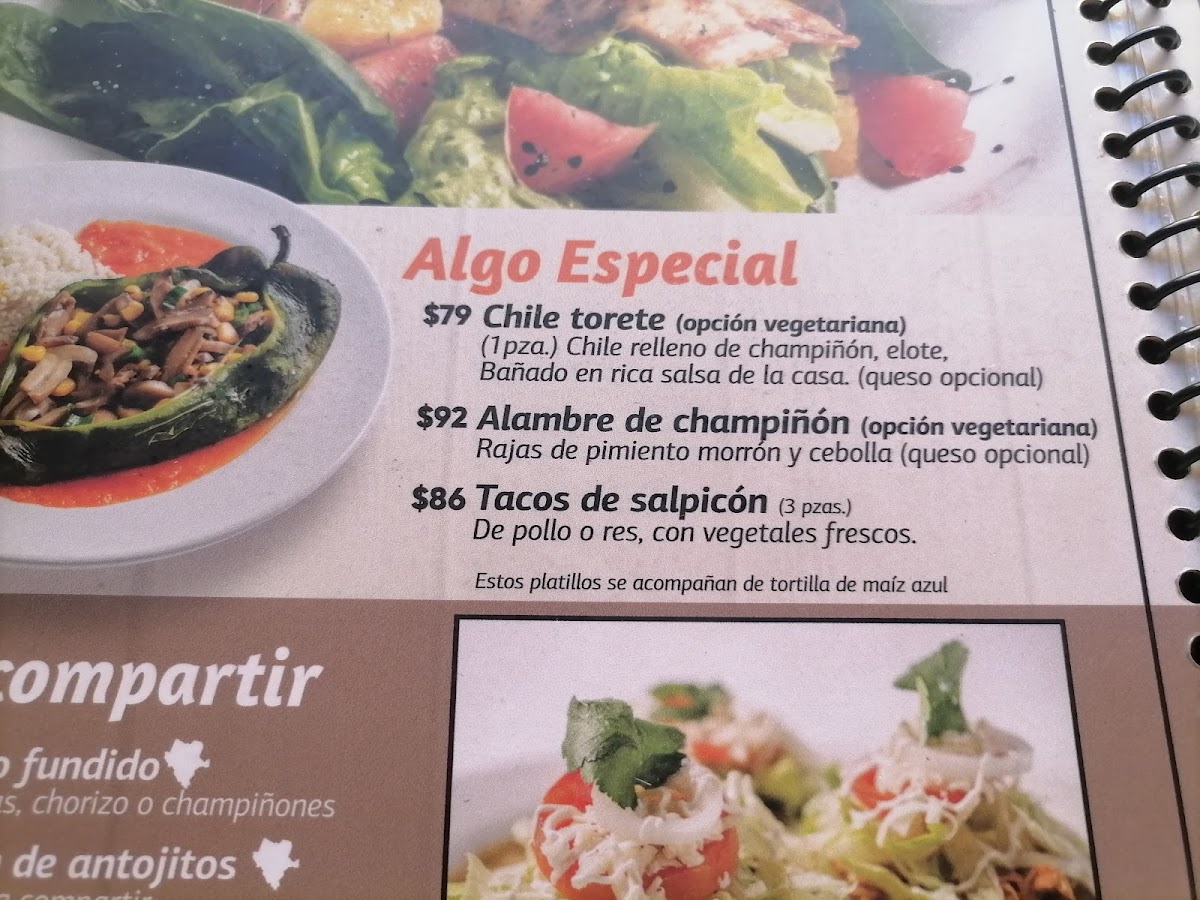 Algo Especial
$79 Chile torete (opción vegetariana)
(1pza.) Chile relleno de champiñón, elote,
Bañado en rica salsa de la casa. (queso opcional)
$92 Alambre de champiñón (opción vegetariana)
Rajas de pimiento morrón y cebolla (queso opcional)
$86 Tacos de salpicón (3 pzas.)
De pollo o res, con vegetales frescos.
Estos platillos se acompañan de tortilla de maíz azul
compartir
fundido
chorizo o champiñones
de antojitos
compartir